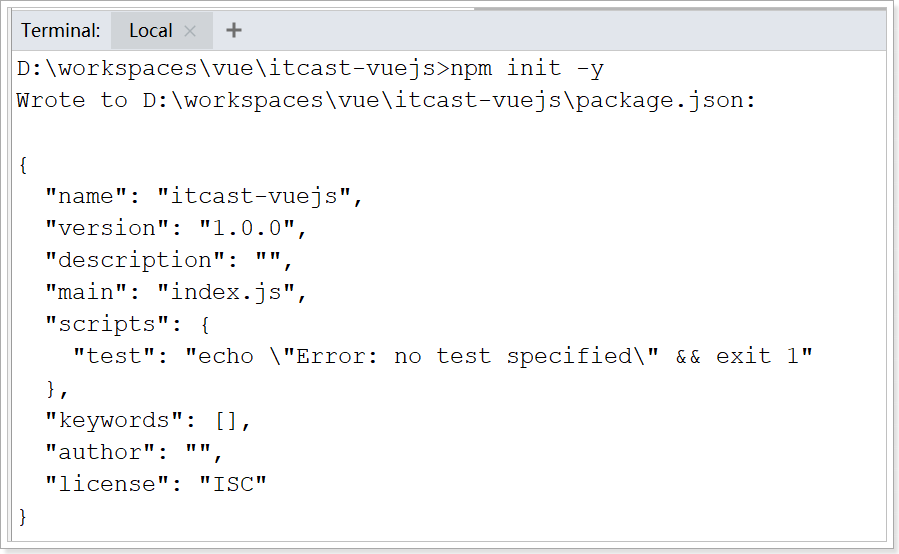 Terminal: Local × +
D:\workspaces\vue\itcast-vuejs>npm init -y
Wrote to D:\workspaces\vue\itcast-vuejs\package.json:
{
"name": "itcast-vuejs",
"version": "1.0.0",
"description": "",
"main": "index.js",
"scripts": {
"test": "echo \"Error: no test specified\" && exit 1"
},
"keywords": [],
"author": "",
"license": "ISC"
}